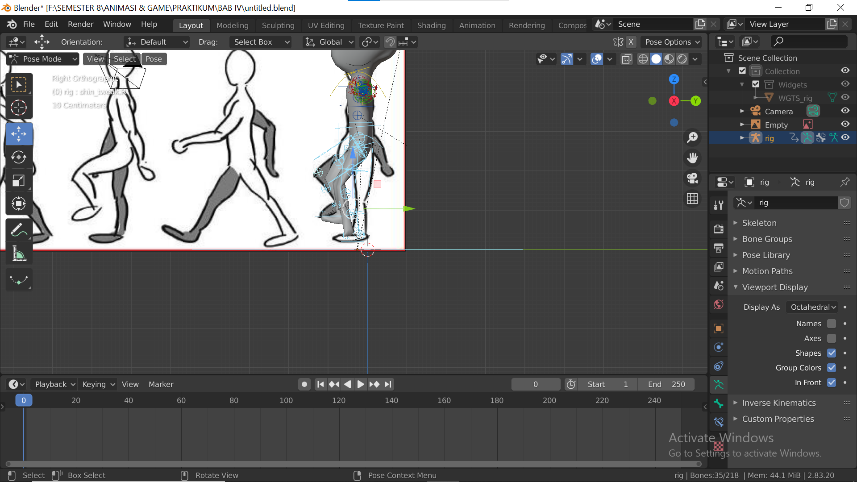 Blender* [F:\SEMESTER 8\ANIMASI & GAME\PRAKTIKUM\BAB IV\untitled.blend]
File Edit Render Window Help Layout Modeling Sculpting UV Editing Texture Paint Shading Animation Rendering Compos Scene View Layer
Orientation: Default Drag: Select Box Global Pose Options
Pose Mode View Select Pose
Right Orthographic
(0) rig :
10 Centimeters
Scene Collection
Collection
Widgets
WGTS_rig
Camera
Empty
rig
rig rig
rig
Skeleton
Bone Groups
Pose Library
Motion Paths
Viewport Display
Display As Octahedral
Names
Axes
Shapes
Group Colors
In Front
Inverse Kinematics
Custom Properties
Playback Keying View Marker 0 Start 1 End 250
0 20 40 60 80 100 120 140 160 180 200 220 240
Activate Windows
Go to Settings to activate Windows.
Select Box Select Rotate View Pose Context Menu rig | Bones:35/218 | Mem: 44.1 MiB | 2.83.20